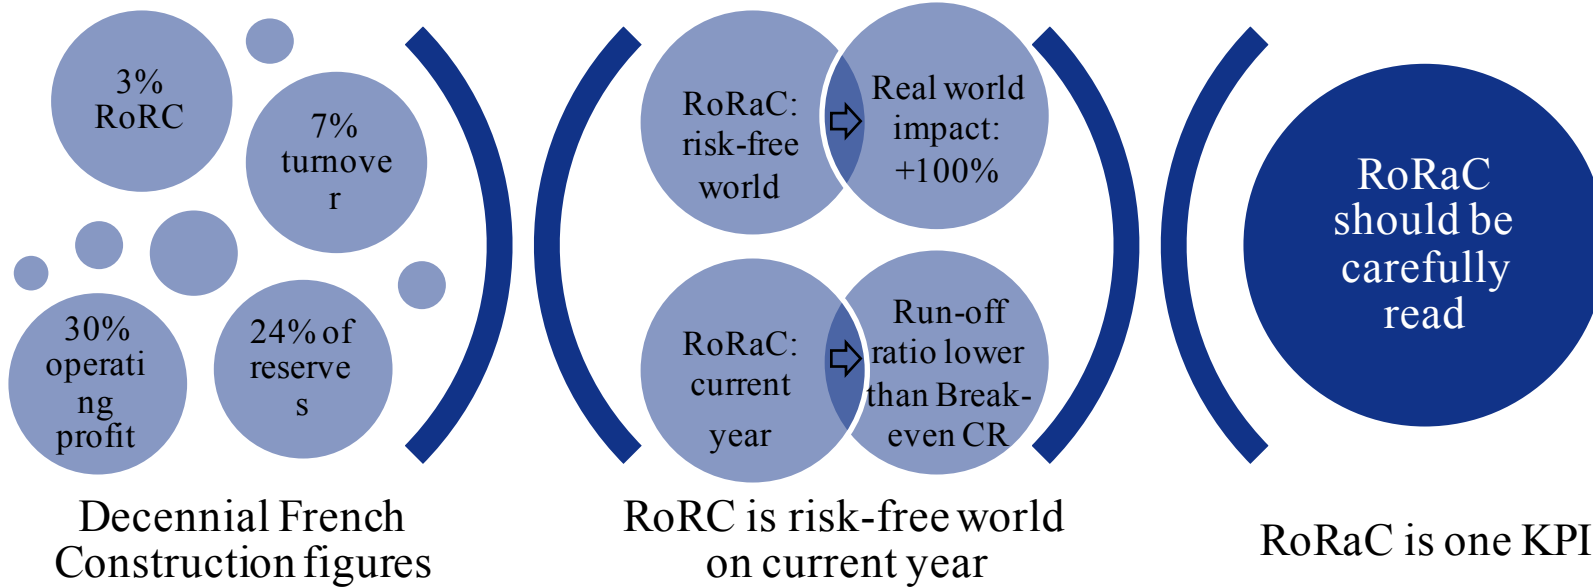 3%
RoRC
7%
turnove
r
30%
operati
ng
profit
24% of
reserve
s
Decennial French
Construction figures
RoRaC:
risk-free
world
Real world
impact:
+100%
RoRaC:
current
year
Run-off
ratio lower
than Break-
even CR
RoRC is risk-free world
on current year
RoRaC
should be
carefully
read
RoRaC is one KPI